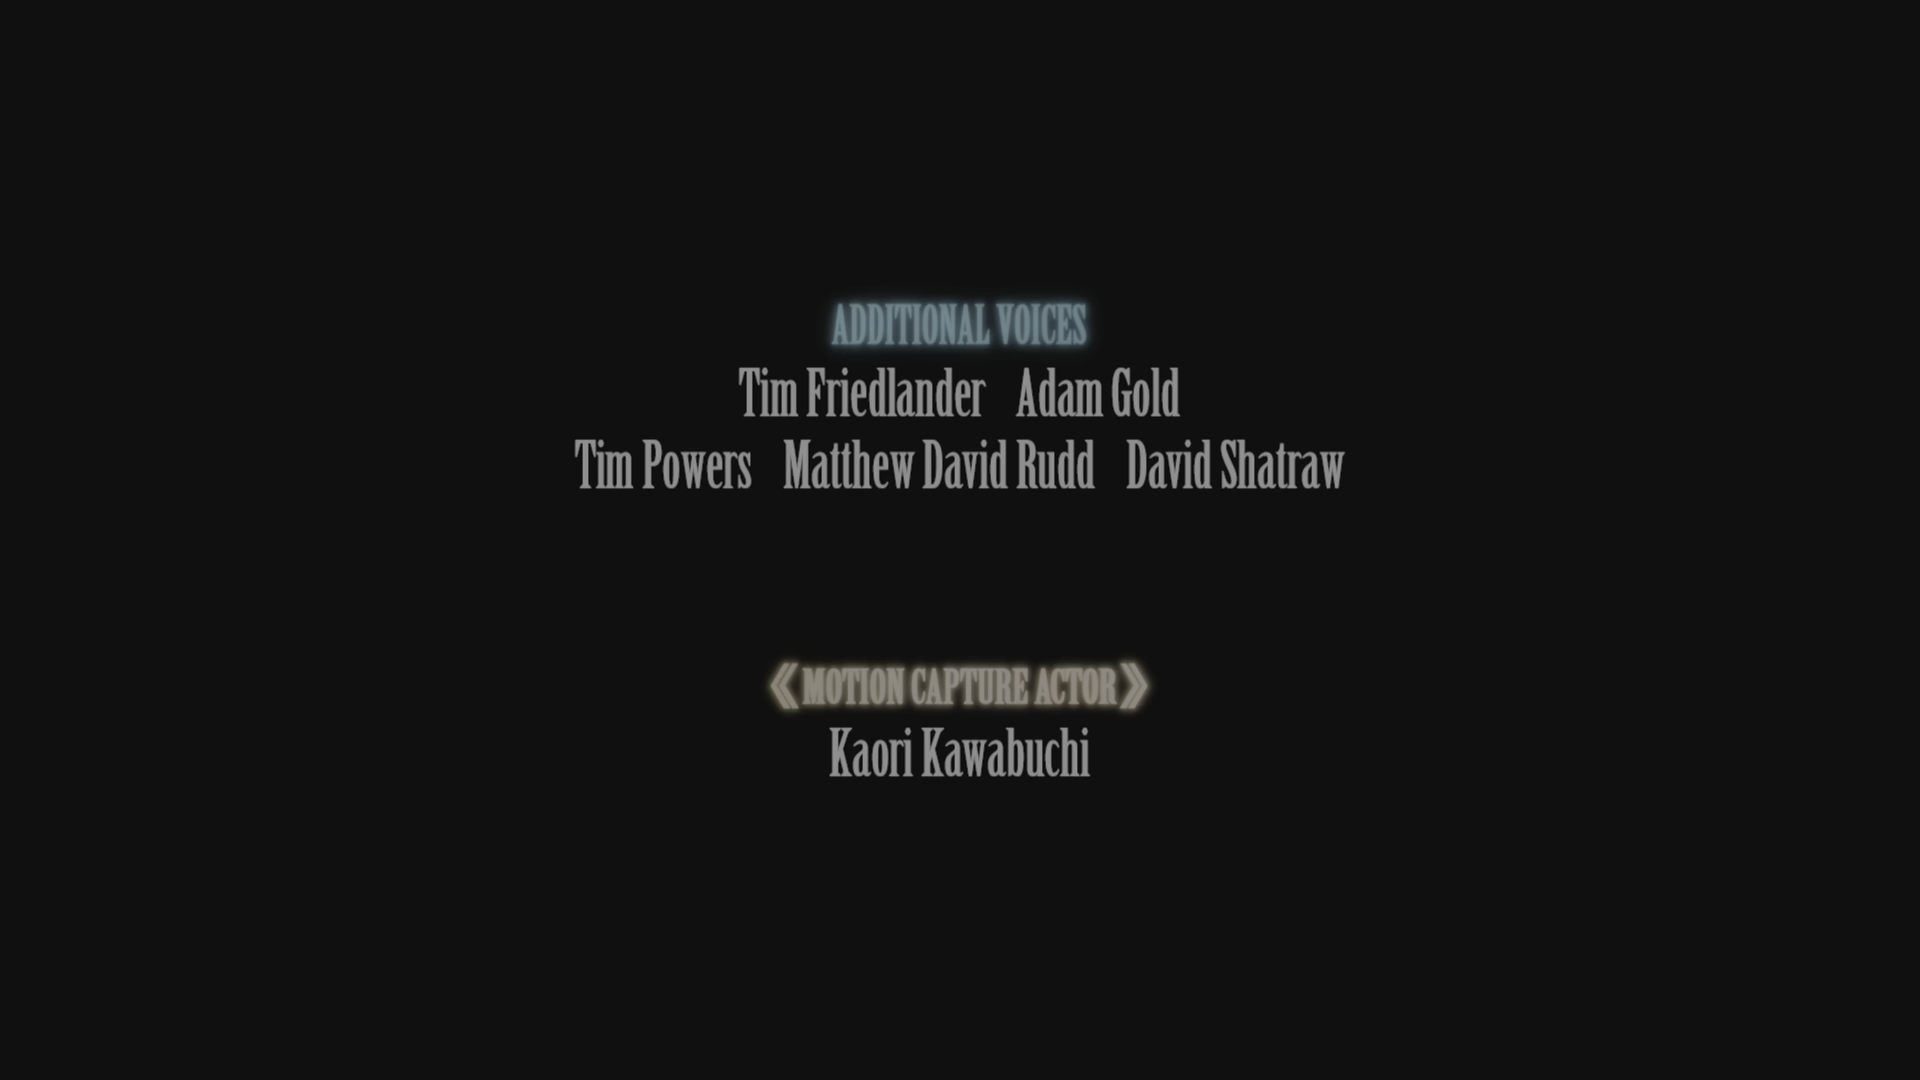 ADDITIONAL VOICES
Tim Friedlander Adam Gold
Tim Powers Matthew David Rudd David Shatraw
《MOTION CAPTURE ACTOR》
Kaori Kawabuchi